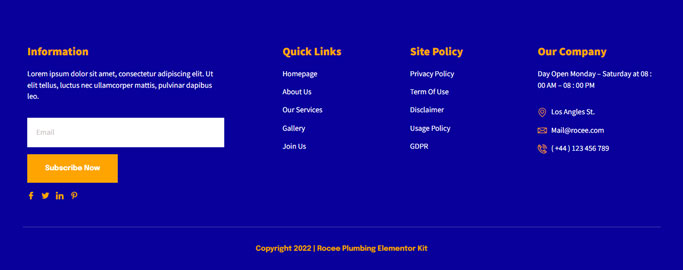 Information
Lorem ipsum dolor sit amet, consectetur adipiscing elit. Ut
elit tellus, luctus nec ullamcorper mattis, pulvinar dapibus
leo.
Email
Subscribe Now
Quick Links
Homepage
About Us
Our Services
Gallery
Join Us
Site Policy
Privacy Policy
Term Of Use
Disclaimer
Usage Policy
GDPR
Our Company
Day Open Monday – Saturday at 08 :
00 AM – 08 : 00 PM
Los Angles St.
Mail@rocee.com
( +44 ) 123 456 789
Copyright 2022 | Rocee Plumbing Elementor Kit